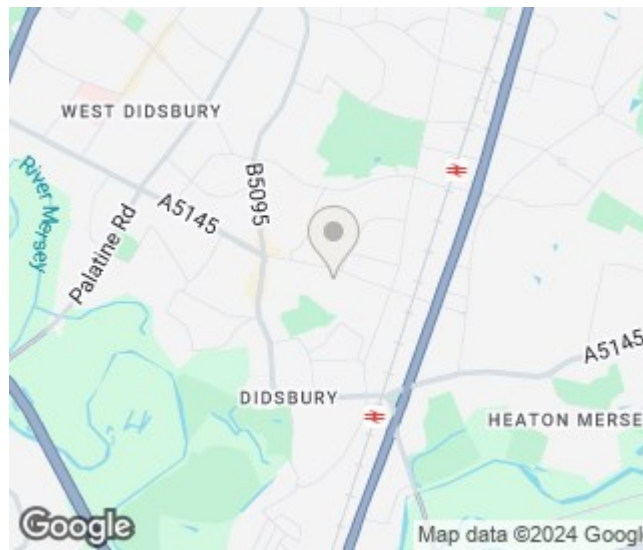 WEST DIDSBURY
River Mersey
B5095
A5145
Palatine Rd
A5145
DIDSBURY
HEATON MERSE
Google
Map data ©2024 Googl